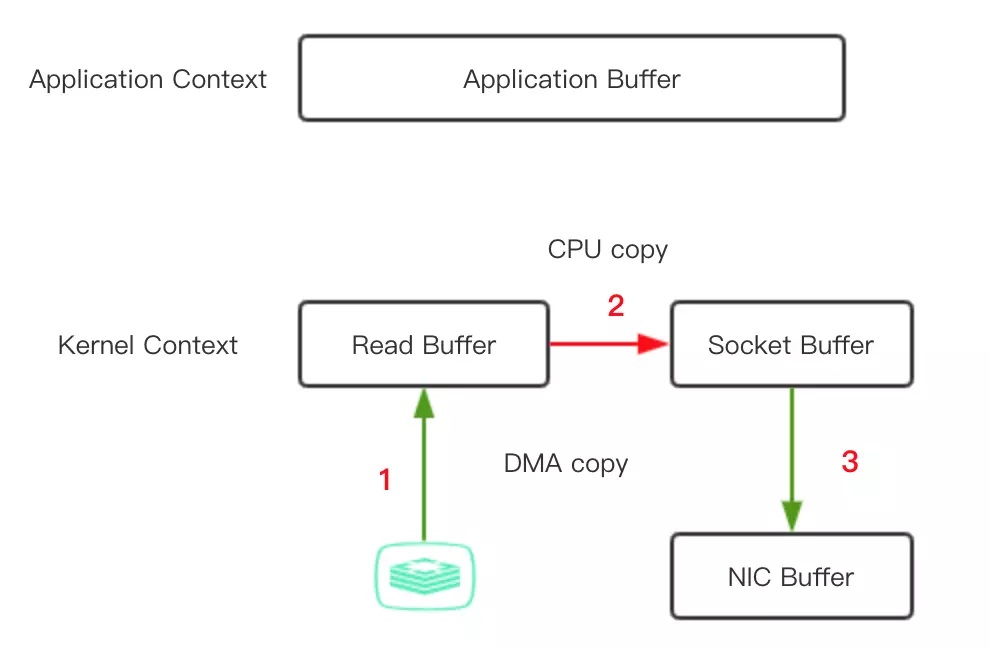 Application Context
Application Buffer
CPU copy
2
Kernel Context
Read Buffer
Socket Buffer
1
DMA copy
3
NIC Buffer